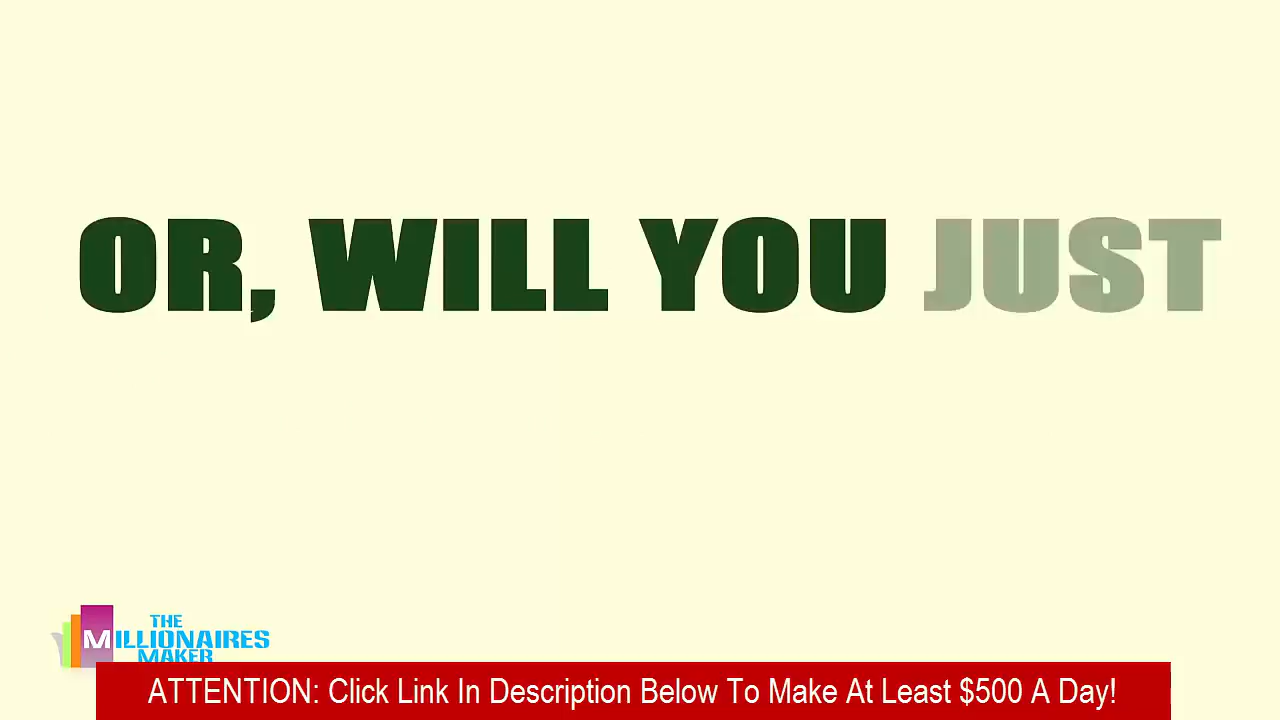 OR, WILL YOU JUST
THE
MILLIONAIRES
MAKER
ATTENTION: Click Link In Description Below To Make At Least $500 A Day!